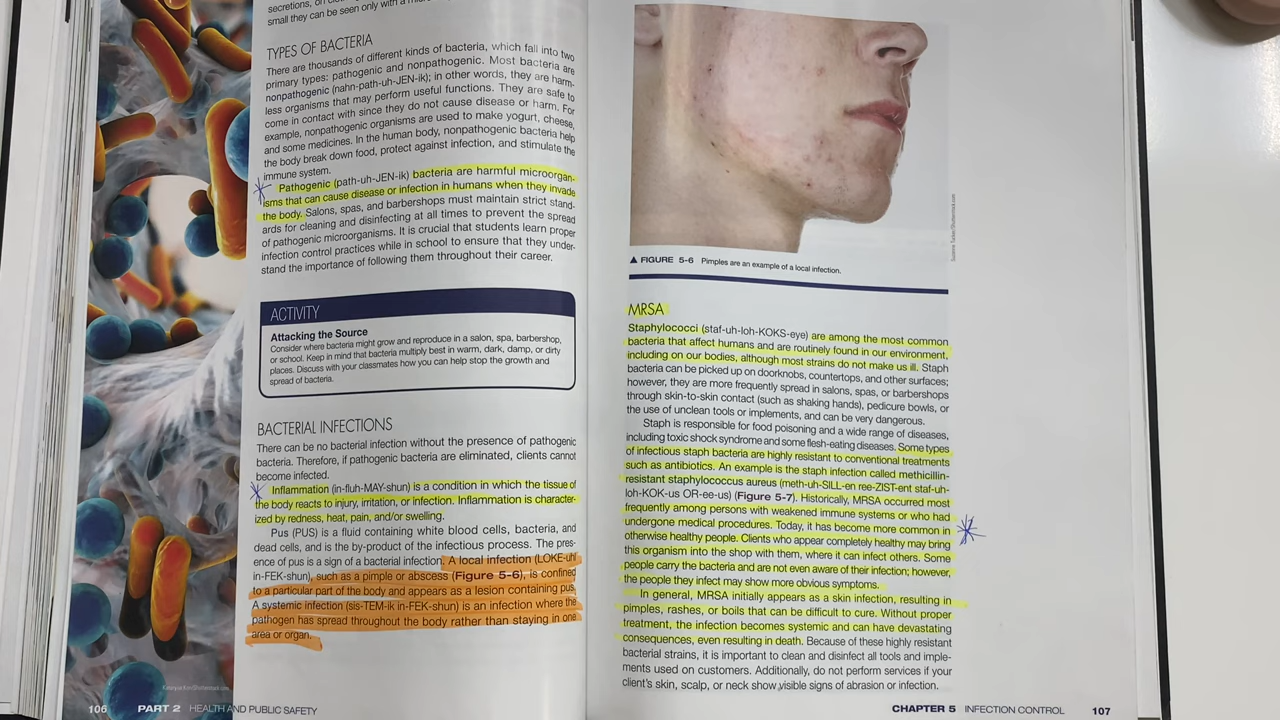 secretions, on
small they can be seen only with a
TYPES OF BACTERIA
There are thousands of different kinds of bacteria, which fall into two
primary types: pathogenic and nonpathogenic. Most bacteria are
nonpathogenic (nahn-path-uh-JEN-ik); in other words, they are harm-
less organisms that may perform useful functions. They are safe to
come in contact with since they do not cause disease or harm. For
example, nonpathogenic organisms are used to make yogurt, cheese,
and some medicines. In the human body, nonpathogenic bacteria help
the body break down food, protect against infection, and stimulate the
immune system.
Pathogenic (path-uh-JEN-ik) bacteria are harmful microorgan-
isms that can cause disease or infection in humans when they invade
the body. Salons, spas, and barbershops must maintain strict stand-
ards for cleaning and disinfecting at all times to prevent the spread
of pathogenic microorganisms. It is crucial that students learn proper
infection control practices while in school to ensure that they under-
stand the importance of following them throughout their career.
ACTIVITY
Attacking the Source
Consider where bacteria might grow and reproduce in a salon, spa, barbershop,
or school. Keep in mind that bacteria multiply best in warm, dark, damp, or dirty
places. Discuss with your classmates how you can help stop the growth and
spread of bacteria.
BACTERIAL INFECTIONS
There can be no bacterial infection without the presence of pathogenic
bacteria. Therefore, if pathogenic bacteria are eliminated, clients cannot
become infected.
Inflammation (in-fluh-MAY-shun) is a condition in which the tissue of
the body reacts to injury, irritation, or infection. Inflammation is character-
ized by redness, heat, pain, and/or swelling.
Pus (PUS) is a fluid containing white blood cells, bacteria, and
dead cells, and is the by-product of the infectious process. The pres-
ence of pus is a sign of a bacterial infection. A local infection (LOKE-uhl
in-FEK-shun), such as a pimple or abscess (Figure 5-6), is confined
to a particular part of the body and appears as a lesion containing pus.
A systemic infection (sis-TEM-ik in-FEK-shun) is an infection where the
pathogen has spread throughout the body rather than staying in one
area or organ.
106 PART 2 HEALTH AND PUBLIC SAFETY
▲ FIGURE 5-6 Pimples are an example of a local infection.
MRSA
Staphylococci (staf-uh-loh-KOKS-eye) are among the most common
bacteria that affect humans and are routinely found in our environment,
including on our bodies, although most strains do not make us ill. Staph
bacteria can be picked up on doorknobs, countertops, and other surfaces;
however, they are more frequently spread in salons, spas, or barbershops
through skin-to-skin contact (such as shaking hands), pedicure bowls, or
the use of unclean tools or implements, and can be very dangerous.
Staph is responsible for food poisoning and a wide range of diseases,
including toxic shock syndrome and some flesh-eating diseases. Some types
of infectious staph bacteria are highly resistant to conventional treatments
such as antibiotics. An example is the staph infection called methicillin-
resistant staphylococcus aureus (meth-uh-SILL-en ree-ZIST-ent staf-uh-
loh-KOK-us OR-ee-us) (Figure 5-7). Historically, MRSA occurred most
frequently among persons with weakened immune systems or who had
undergone medical procedures. Today, it has become more common in
otherwise healthy people. Clients who appear completely healthy may bring
this organism into the shop with them, where it can infect others. Some
people carry the bacteria and are not even aware of their infection; however,
the people they infect may show more obvious symptoms.
In general, MRSA initially appears as a skin infection, resulting in
pimples, rashes, or boils that can be difficult to cure. Without proper
treatment, the infection becomes systemic and can have devastating
consequences, even resulting in death. Because of these highly resistant
bacterial strains, it is important to clean and disinfect all tools and imple-
ments used on customers. Additionally, do not perform services if your
client's skin, scalp, or neck show visible signs of abrasion or infection.
CHAPTER 5 INFECTION CONTROL 107